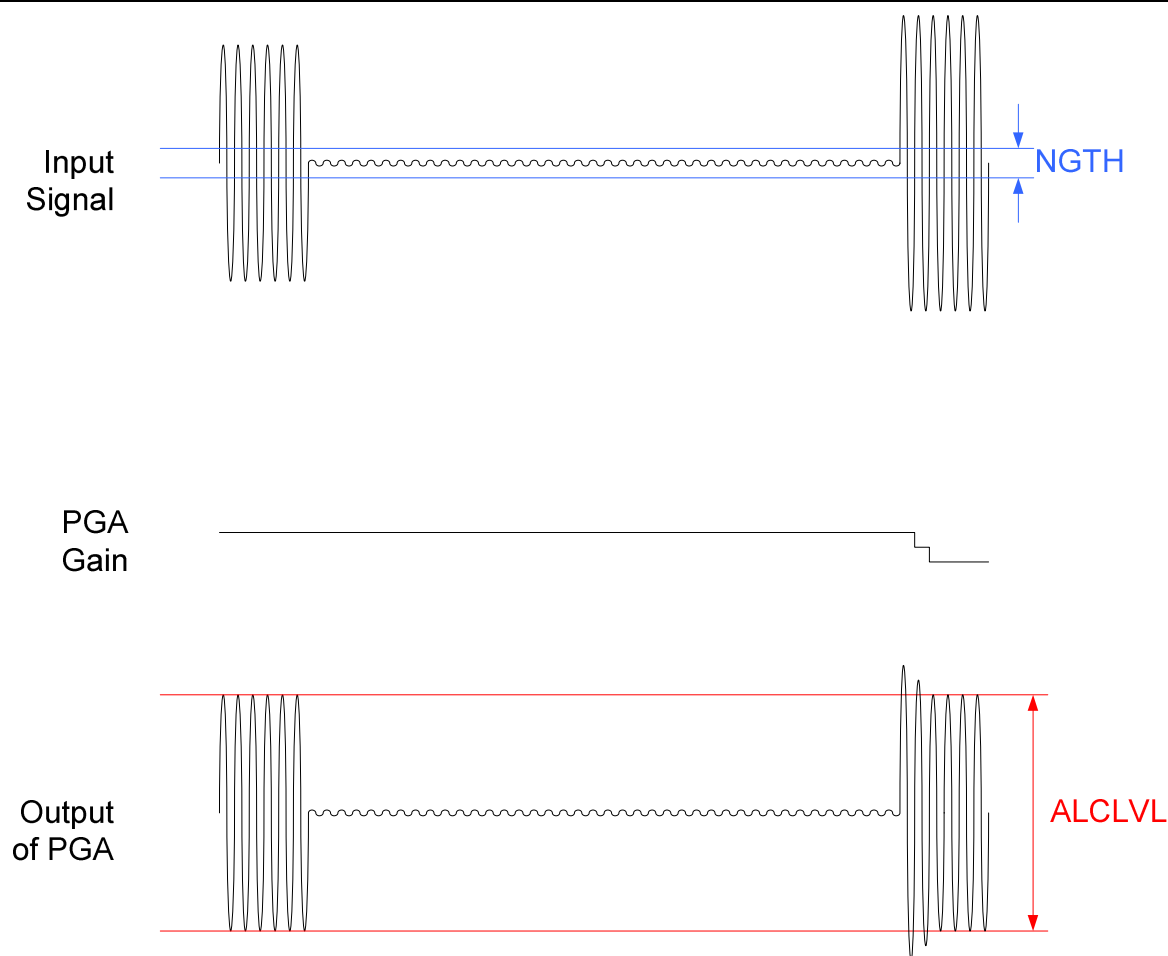 Input
Signal
NGTH
PGA
Gain
Output
of PGA
ALCLVL